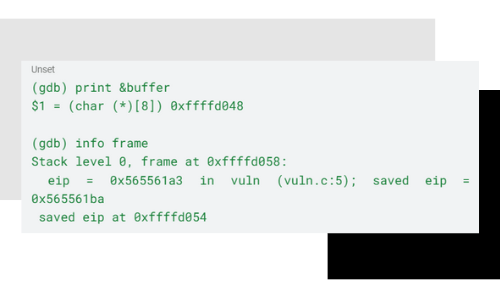 Unset
(gdb) print &buffer
$1 = (char (*)[8]) 0xffffd048
(gdb) info frame
Stack level 0, frame at 0xffffd058:
eip = 0x565561a3 in vuln (vuln.c:5); saved eip =
0x565561ba
saved eip at 0xffffd054